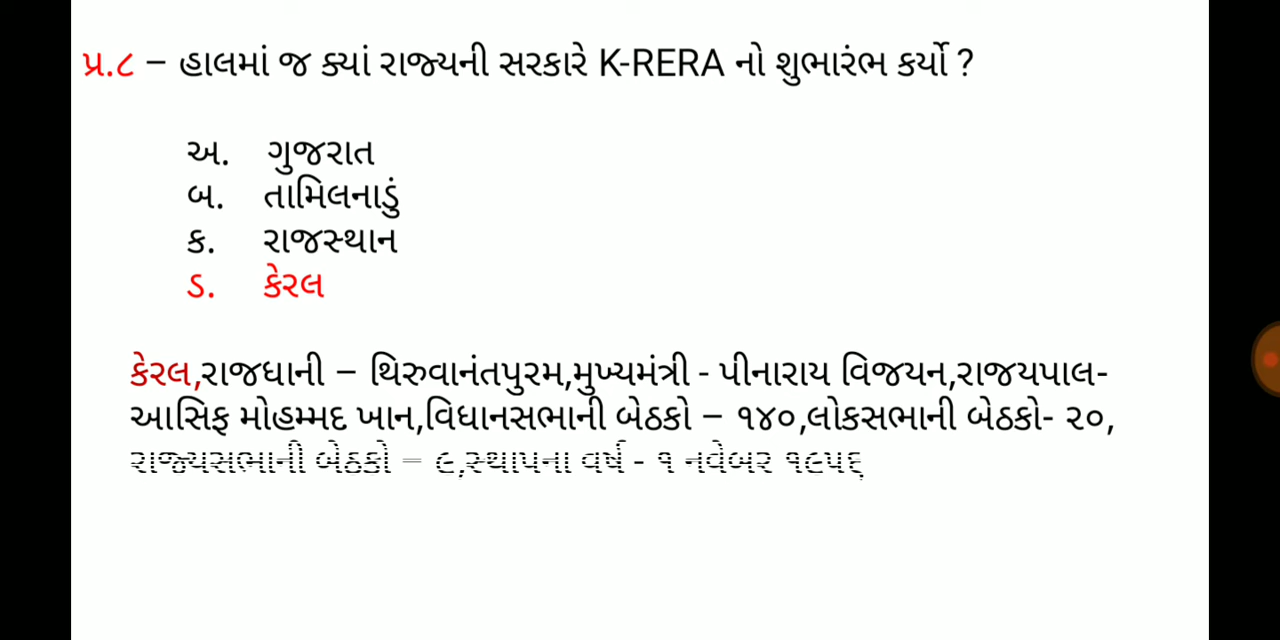 પ્ર.૮ – હાલમાં જ ક્યાં રાજ્યની સરકારે K-RERA નો શુભારંભ કર્યો ?
અ. ગુજરાત
બ. તામિલનાડું
ક. રાજસ્થાન
ડ. કેરલ
કેરલ,રાજધાની – થિરુવાનંતપુરમ,મુખ્યમંત્રી - પીનારાય વિજયન,રાજયપાલ-
આસિફ મોહમ્મદ ખાન,વિધાનસભાની બેઠકો – ૧૪૦,લોકસભાની બેઠકો- ૨૦,
રાજ્યસભાની બેઠકો – ૯,સ્થાપના વર્ષ - ૧ નવેબર ૧૯૫૬